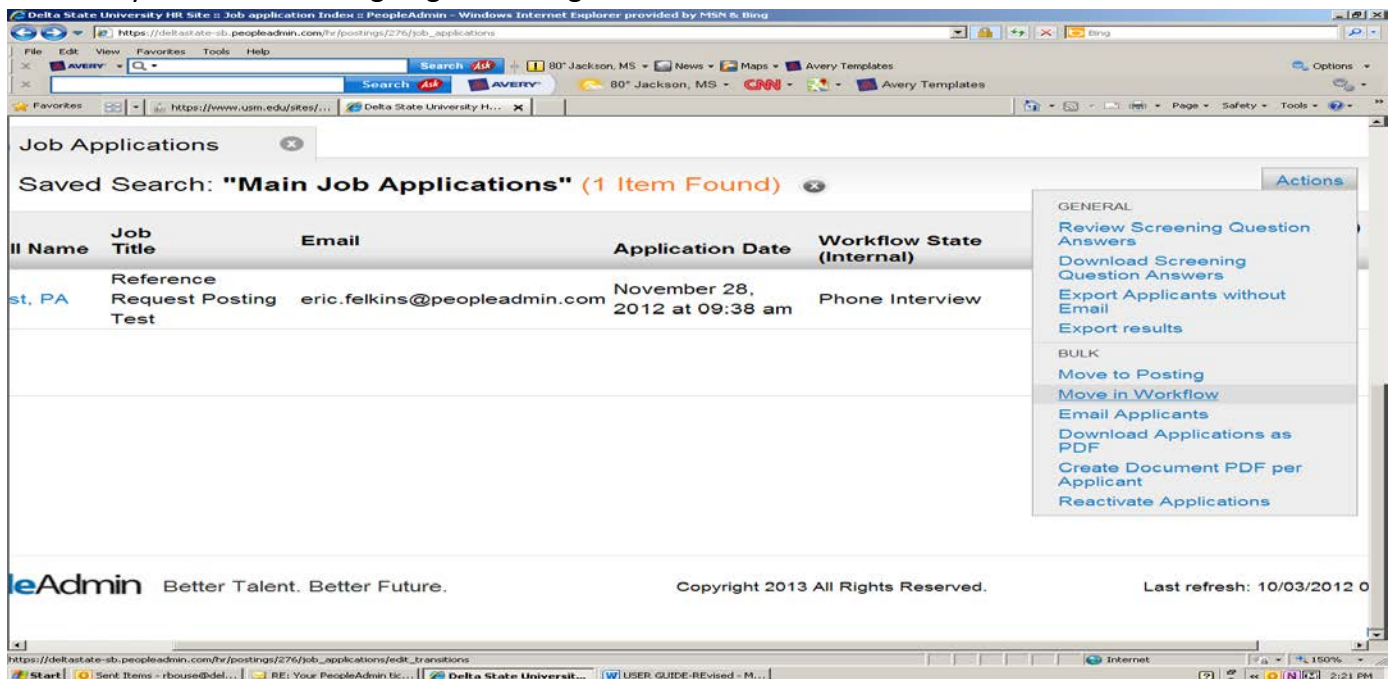 Delta State University HR Site :: Job application Index :: PeopleAdmin - Windows Internet Explorer provided by MSN & Bing
https://deltastate-sb.peopleadmin.com/hr/postings/276/job_applications
Bing
File Edit View Favorites Tools Help
AVERY Search Ask 80° Jackson, MS News Maps Avery Templates Options
Search Ask AVERY 80° Jackson, MS CNN Avery Templates
Favorites https://www.usm.edu/sites/... Delta State University H... Page Safety Tools
Job Applications
Saved Search: "Main Job Applications" (1 Item Found)
Actions
ll Name
Job Title
Email
Application Date
Workflow State (Internal)
st, PA
Reference
Request Posting
Test
eric.felkins@peopleadmin.com
November 28,
2012 at 09:38 am
Phone Interview
GENERAL
Review Screening Question
Answers
Download Screening
Question Answers
Export Applicants without
Email
Export results
BULK
Move to Posting
Move in Workflow
Email Applicants
Download Applications as
PDF
Create Document PDF per
Applicant
Reactivate Applications
leAdmin Better Talent. Better Future. Copyright 2013 All Rights Reserved. Last refresh: 10/03/2012 0
https://deltastate-sb.peopleadmin.com/hr/postings/276/job_applications/edit_transitions Internet 150%
Start Sent Items - rbouse@del... RE: Your PeopleAdmin tic... Delta State Universit... USER GUIDE-REvised - M... 2:21 PM